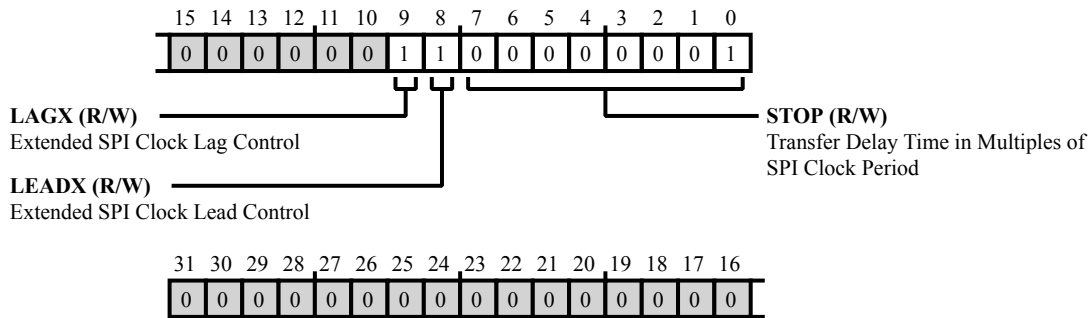 15 14 13 12 11 10 9 8 7 6 5 4 3 2 1 0
0 0 0 0 0 0 1 1 0 0 0 0 0 0 0 1
LAGX (R/W)
Extended SPI Clock Lag Control
LEADX (R/W)
Extended SPI Clock Lead Control
STOP (R/W)
Transfer Delay Time in Multiples of
SPI Clock Period
31 30 29 28 27 26 25 24 23 22 21 20 19 18 17 16
0 0 0 0 0 0 0 0 0 0 0 0 0 0 0 0